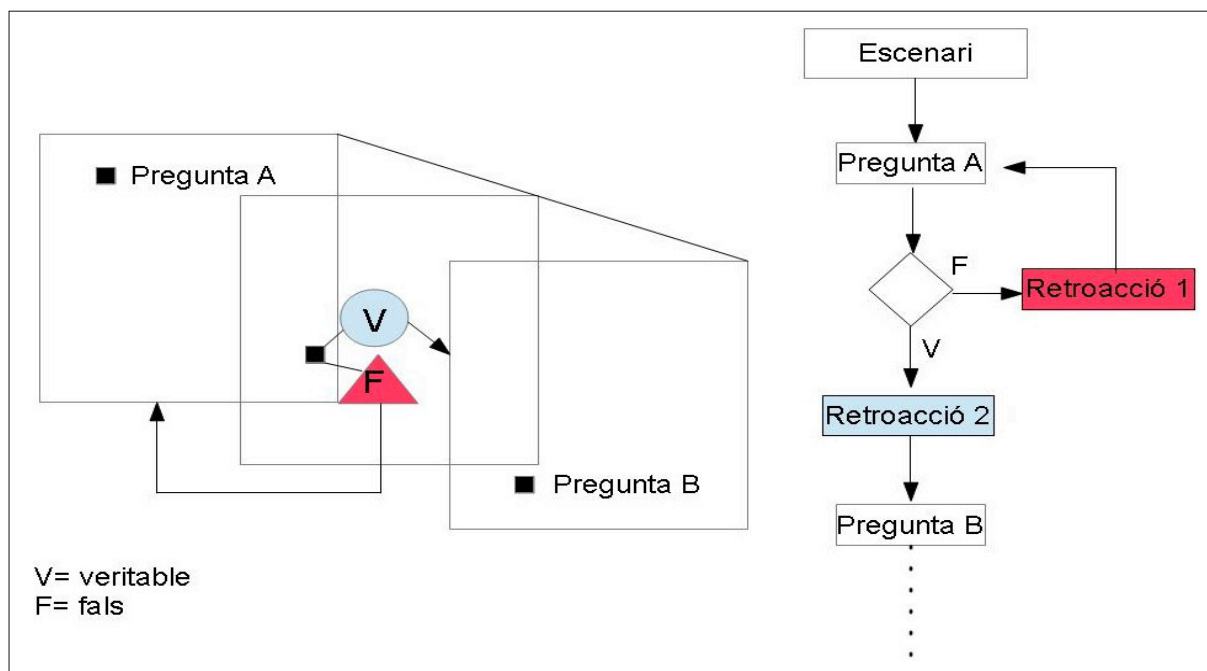 Pregunta A
V
F
Pregunta B
V= veritable
F= fals
Escenari
Pregunta A
F
Retroacció 1
V
Retroacció 2
Pregunta B